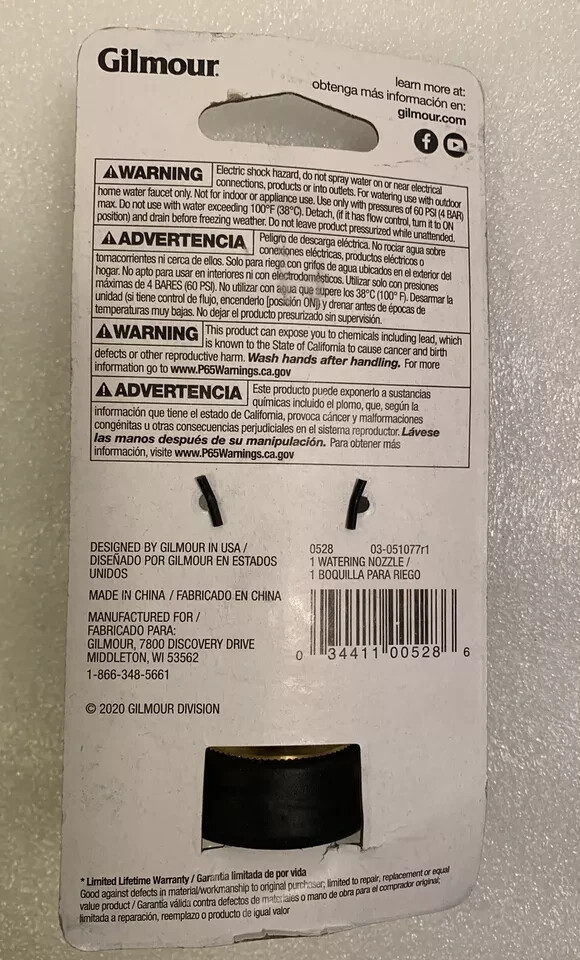 Gilmour
learn more at:
obtenga más información en:
gilmour.com
WARNING Electric shock hazard, do not spray water on or near electrical
connections, products or into outlets. For watering use with outdoor
home water faucet only. Not for indoor or appliance use. Use only with pressures of 60 PSI (4 BAR)
max. Do not use with water exceeding 100°F (38°C). Detach, (if it has flow control, turn it to ON
position) and drain before freezing weather. Do not leave product pressurized while unattended.
ADVERTENCIA Peligro de descarga eléctrica. No rociar agua sobre
conexiones eléctricas, productos eléctricos o
tomacorrientes ni cerca de ellos. Solo para riego con grifos de agua ubicados en el exterior del
hogar. No apto para usar en interiores ni con electrodomésticos. Utilizar solo con presiones
máximas de 4 BARES (60 PSI). No utilizar con agua que supere los 38°C (100° F). Desarmar la
unidad (si tiene control de flujo, encenderlo [posición ON]) y drenar antes de épocas de
temperaturas muy bajas. No dejar el producto presurizado sin supervisión.
WARNING This product can expose you to chemicals including lead, which
is known to the State of California to cause cancer and birth
defects or other reproductive harm. Wash hands after handling. For more
information go to www.P65Warnings.ca.gov
ADVERTENCIA Este producto puede exponerlo a sustancias
químicas incluido el plomo, que, según la
información que tiene el estado de California, provoca cáncer y malformaciones
congénitas u otras consecuencias perjudiciales en el sistema reproductor. Lávese
las manos después de su manipulación. Para obtener más
información, visite www.P65Warnings.ca.gov
DESIGNED BY GILMOUR IN USA /
DISEÑADO POR GILMOUR EN ESTADOS
UNIDOS
MADE IN CHINA / FABRICADO EN CHINA
MANUFACTURED FOR /
FABRICADO PARA:
GILMOUR, 7800 DISCOVERY DRIVE
MIDDLETON, WI 53562
1-866-348-5661
© 2020 GILMOUR DIVISION
0528 03-051077r1
1 WATERING NOZZLE /
1 BOQUILLA PARA RIEGO
0 34411 00528 6
* Limited Lifetime Warranty / Garantía limitada de por vida
Good against defects in material/workmanship to original purchaser; limited to repair, replacement or equal
value product / Garantía válida contra defectos de materiales o mano de obra para el comprador original;
limitada a reparación, reemplazo o producto de igual valor